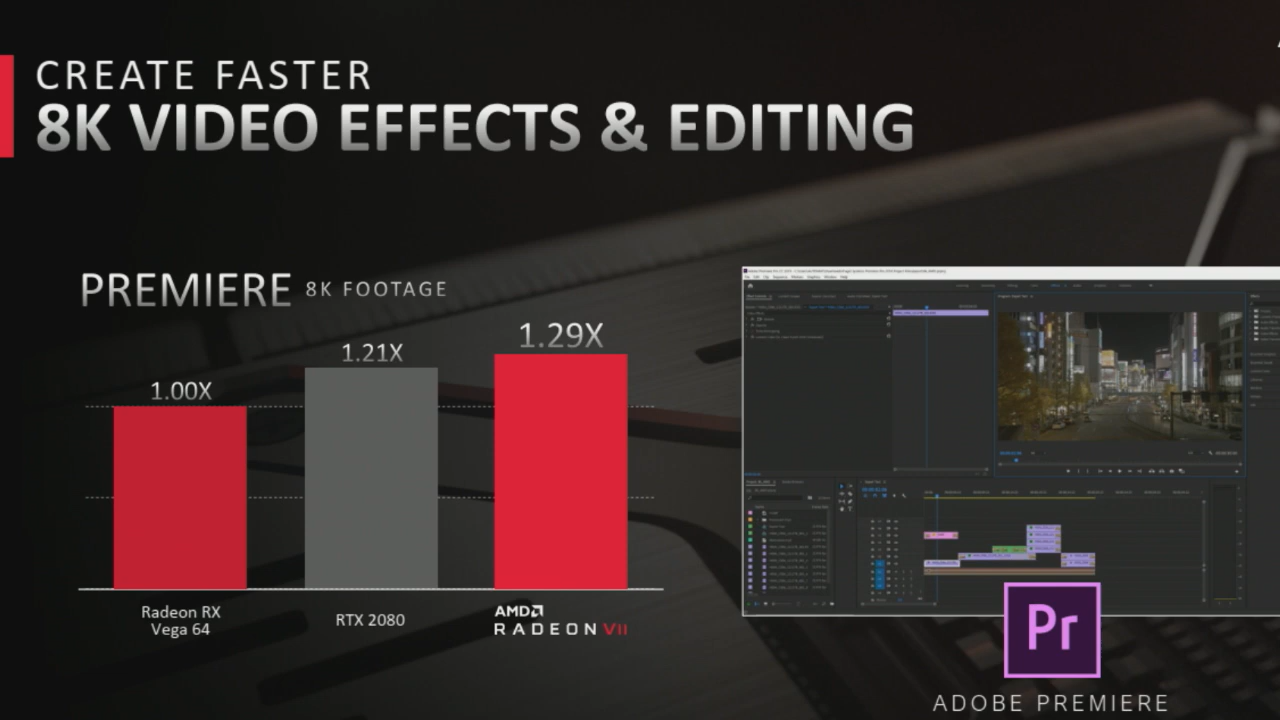 CREATE FASTER
8K VIDEO EFFECTS & EDITING
PREMIERE 8K FOOTAGE
1.00X
1.21X
1.29X
Radeon RX
Vega 64
RTX 2080
AMD
RADEON VII
Pr
ADOBE PREMIERE